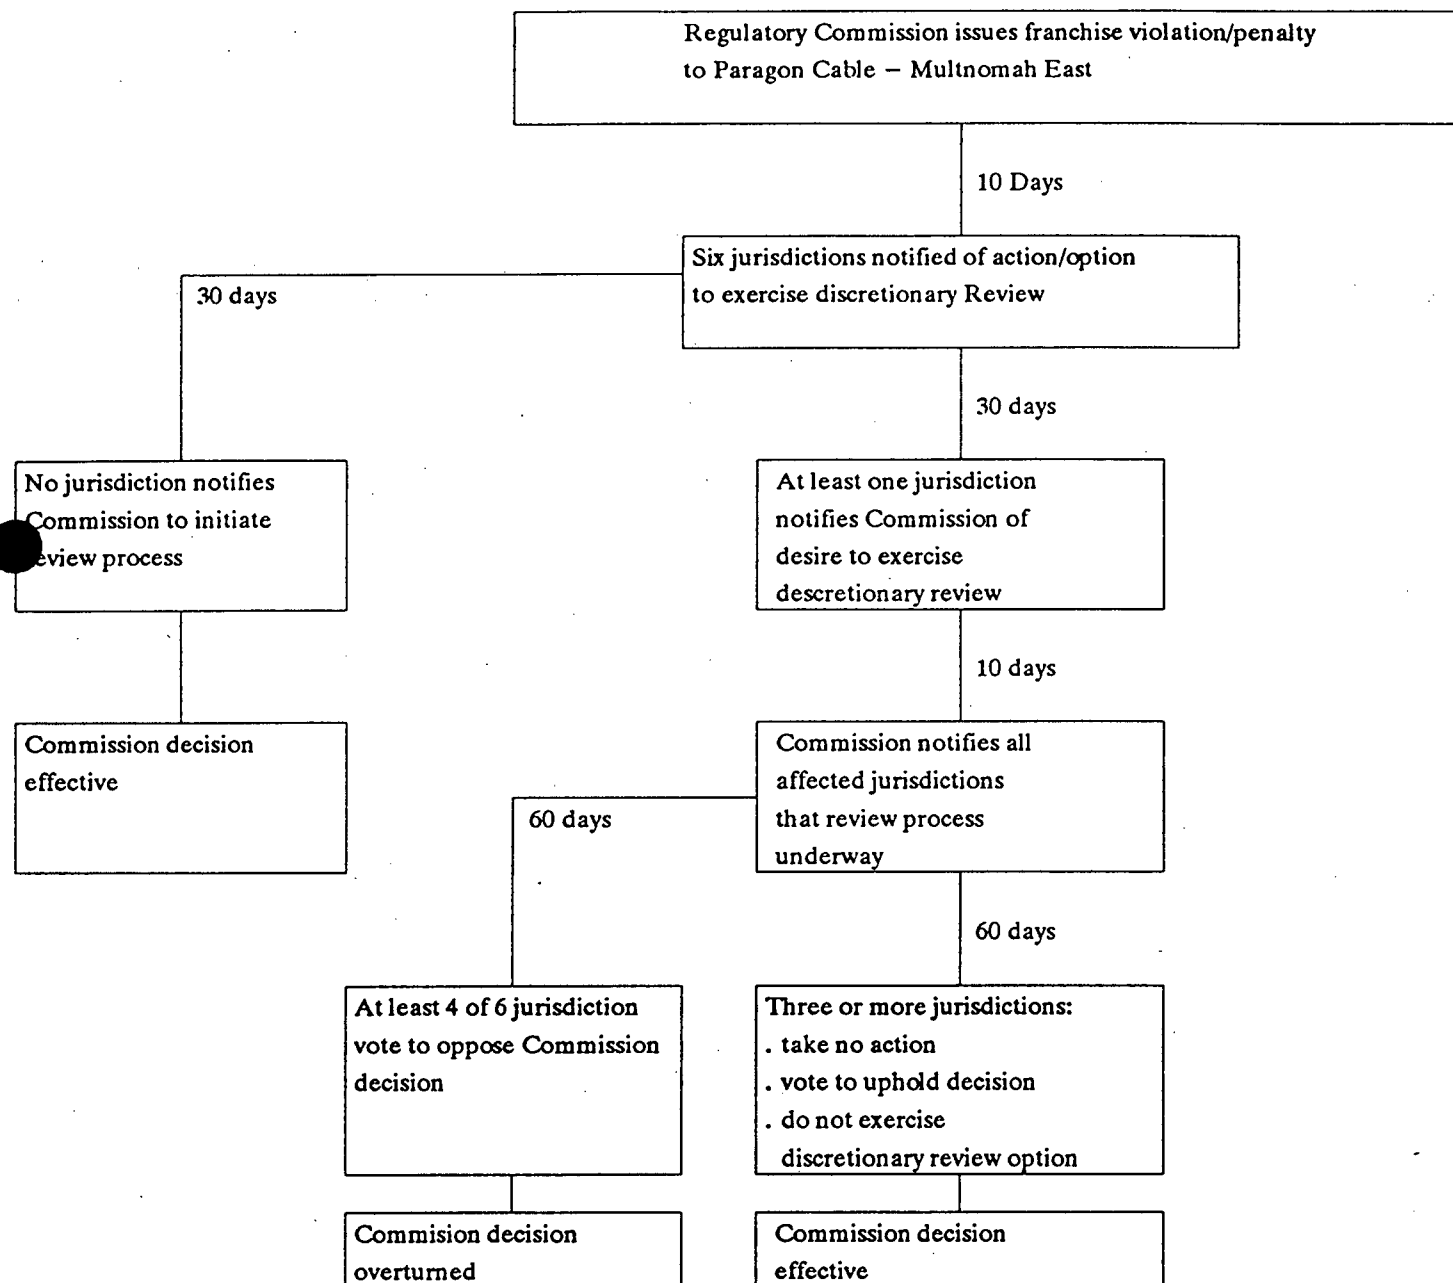 Regulatory Commission issues franchise violation/penalty
to Paragon Cable – Multnomah East
10 Days
Six jurisdictions notified of action/option
to exercise discretionary Review
30 days
30 days
No jurisdiction notifies
Commission to initiate
eview process
At least one jurisdiction
notifies Commission of
desire to exercise
descretionary review
10 days
Commission decision
effective
Commission notifies all
affected jurisdictions
that review process
underway
60 days
60 days
At least 4 of 6 jurisdiction
vote to oppose Commission
decision
Three or more jurisdictions:
. take no action
. vote to uphold decision
. do not exercise
discretionary review option
Commision decision
overturned
Commission decision
effective